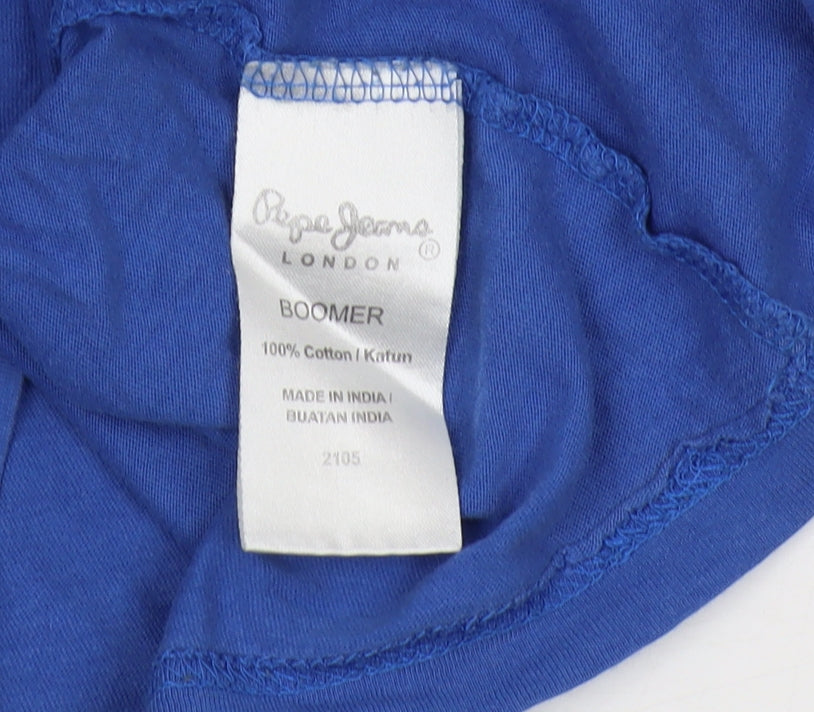 Pepe Jeans ®
LONDON
BOOMER
100% Cotton / Kafun
MADE IN INDIA /
BUATAN INDIA
2105